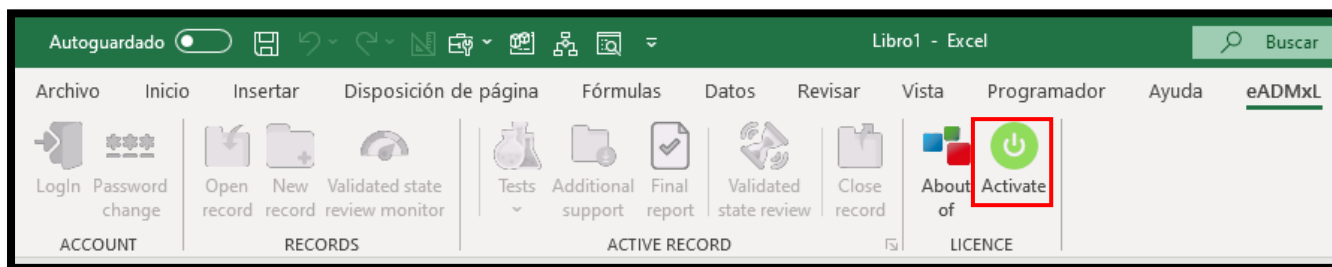 Autoguardado Libro1 - Excel Buscar
Archivo Inicio Insertar Disposición de página Fórmulas Datos Revisar Vista Programador Ayuda eADMxL
LogIn Password Open New Validated state Tests Additional Final Validated Close About Activate
change record record review monitor support report state review record of
ACCOUNT RECORDS ACTIVE RECORD LICENCE